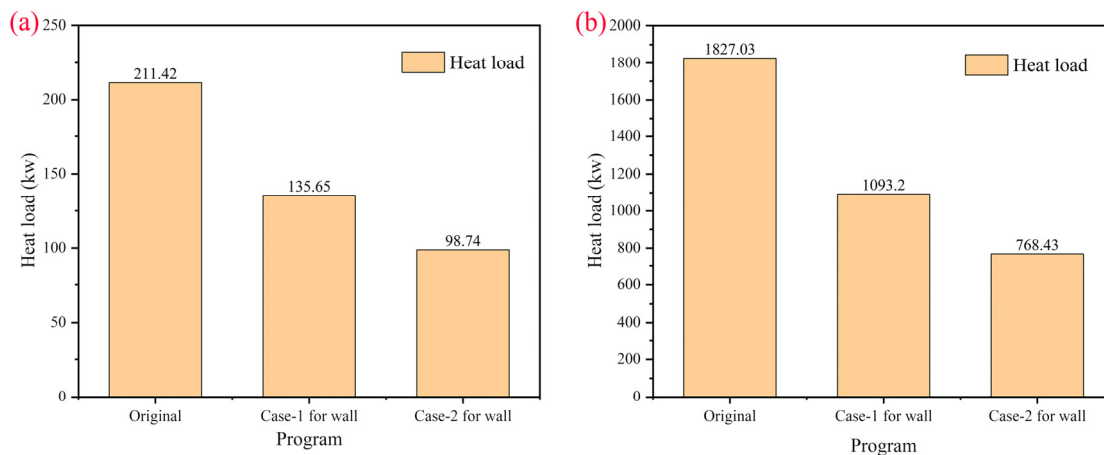 (a)
250
200
150
100
50
0
Heat load (kw)
Heat load
211.42
135.65
98.74
Original Case-1 for wall Case-2 for wall
Program
(b)
2000
1800
1600
1400
1200
1000
800
600
400
200
0
Heat load (kw)
Heat load
1827.03
1093.2
768.43
Original Case-1 for wall Case-2 for wall
Program